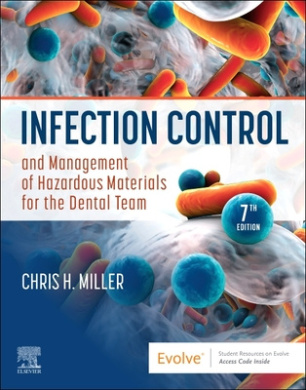 INFECTION CONTROL
and Management
of Hazardous Materials
for the Dental Team
7TH
EDITION
CHRIS H. MILLER
ELSEVIER
Evolve
Student Resources on Evolve
Access Code Inside